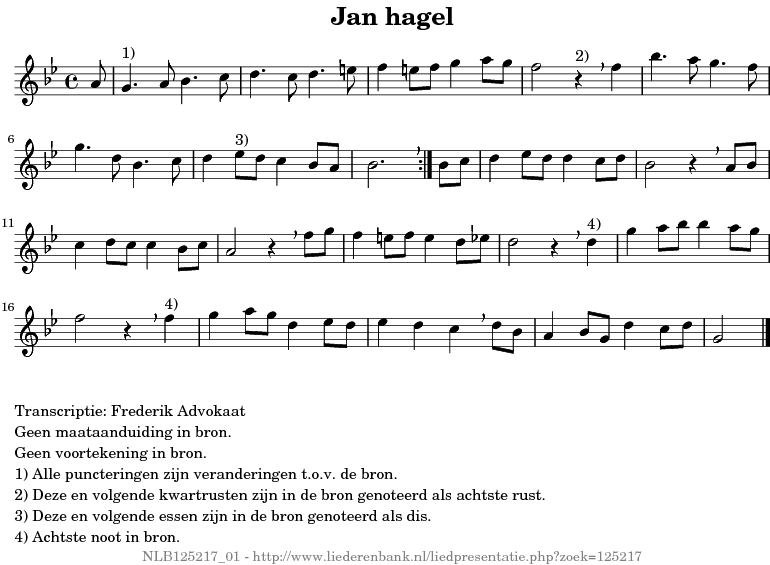 Jan hagel
1)
2)
6
3)
11
4)
16
4)
Transcriptie: Frederik Advokaat
Geen maataanduiding in bron.
Geen voortekening in bron.
1) Alle puncteringen zijn veranderingen t.o.v. de bron.
2) Deze en volgende kwartrusten zijn in de bron genoteerd als achtste rust.
3) Deze en volgende essen zijn in de bron genoteerd als dis.
4) Achtste noot in bron.
NLB125217_01 - http://www.liederenbank.nl/liedpresentatie.php?zoek=125217